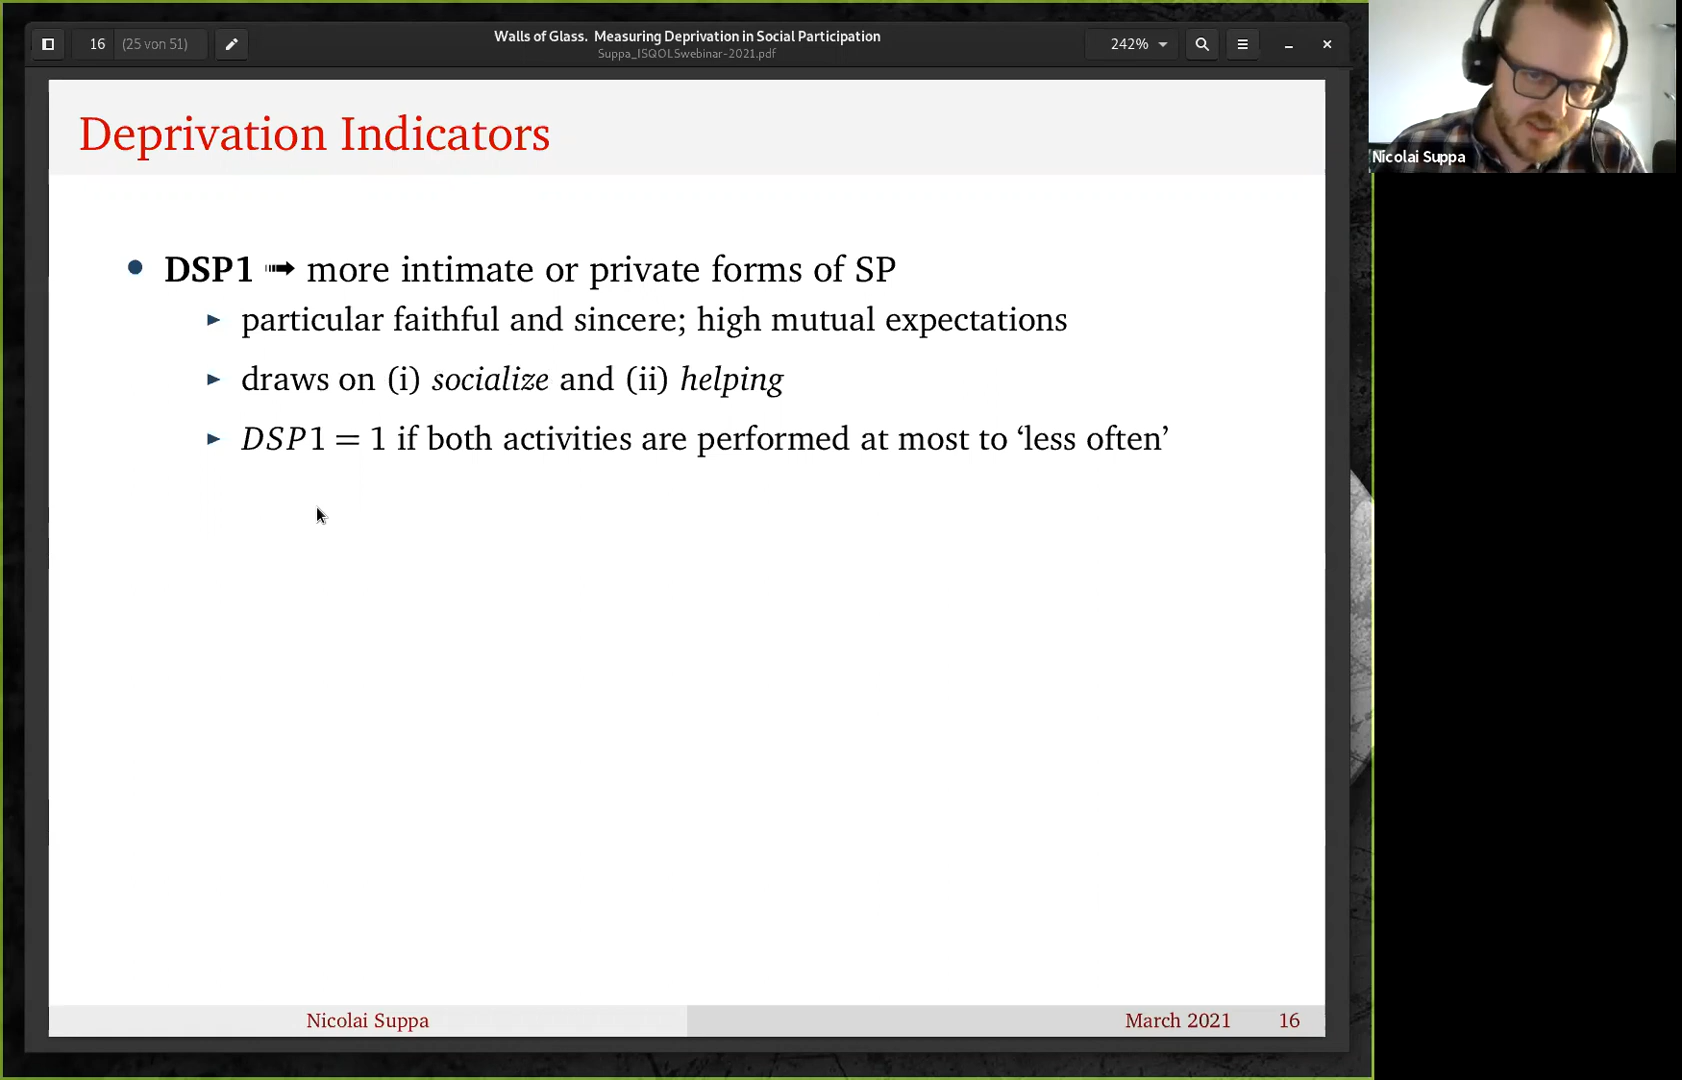 16 (25 von 51)
Walls of Glass. Measuring Deprivation in Social Participation
Suppa_ISQOLSwebinar-2021.pdf
242%
Nicolai Suppa
Deprivation Indicators
DSP1 ➟ more intimate or private forms of SP
particular faithful and sincere; high mutual expectations
draws on (i) socialize and (ii) helping
DSP1 = 1 if both activities are performed at most to ‘less often’
Nicolai Suppa
March 2021 16